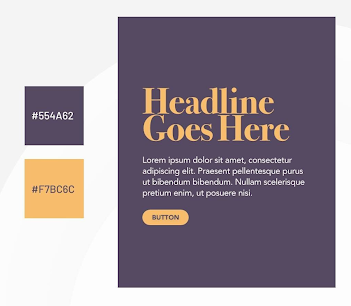 #554A62
#F7BC6C
Headline
Goes Here
Lorem ipsum dolor sit amet, consectetur
adipiscing elit. Praesent pellentesque purus
ut bibendum bibendum. Nullam scelerisque
pretium enim, ut posuere nisi.
BUTTON